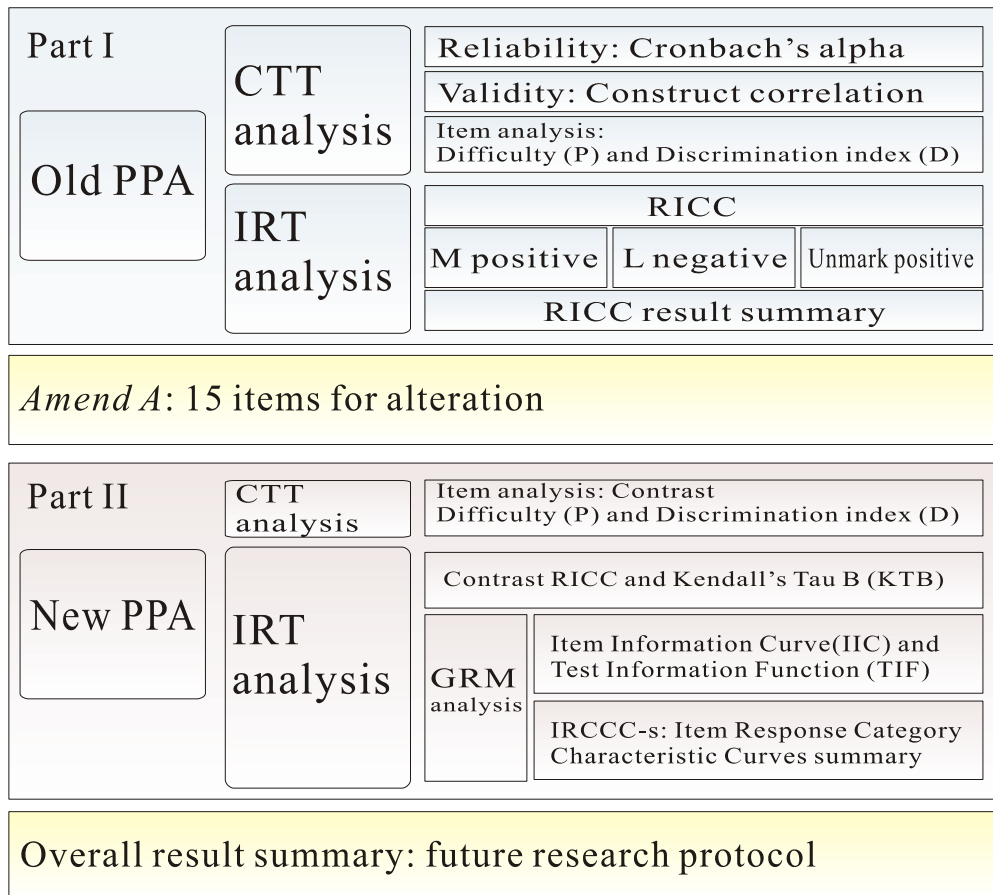 Part I
Old PPA
CTT
analysis
Reliability: Cronbach's alpha
Validity: Construct correlation
Item analysis:
Difficulty (P) and Discrimination index (D)
IRT
analysis
RICC
M positive
L negative
Unmark positive
RICC result summary
Amend A: 15 items for alteration
Part II
New PPA
CTT
analysis
Item analysis: Contrast
Difficulty (P) and Discrimination index (D)
IRT
analysis
Contrast RICC and Kendall's Tau B (KTB)
GRM
analysis
Item Information Curve(IIC) and
Test Information Function (TIF)
IRCCC-s: Item Response Category
Characteristic Curves summary
Overall result summary: future research protocol